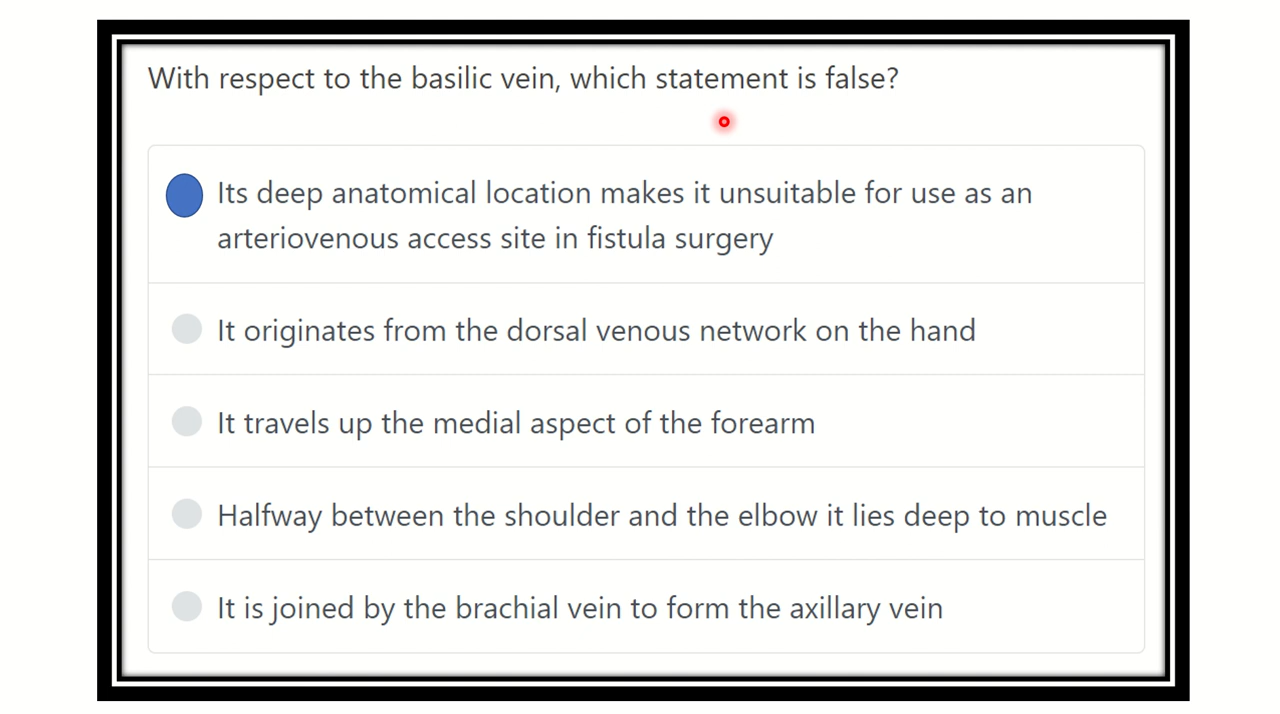 With respect to the basilic vein, which statement is false?
Its deep anatomical location makes it unsuitable for use as an
arteriovenous access site in fistula surgery
It originates from the dorsal venous network on the hand
It travels up the medial aspect of the forearm
Halfway between the shoulder and the elbow it lies deep to muscle
It is joined by the brachial vein to form the axillary vein